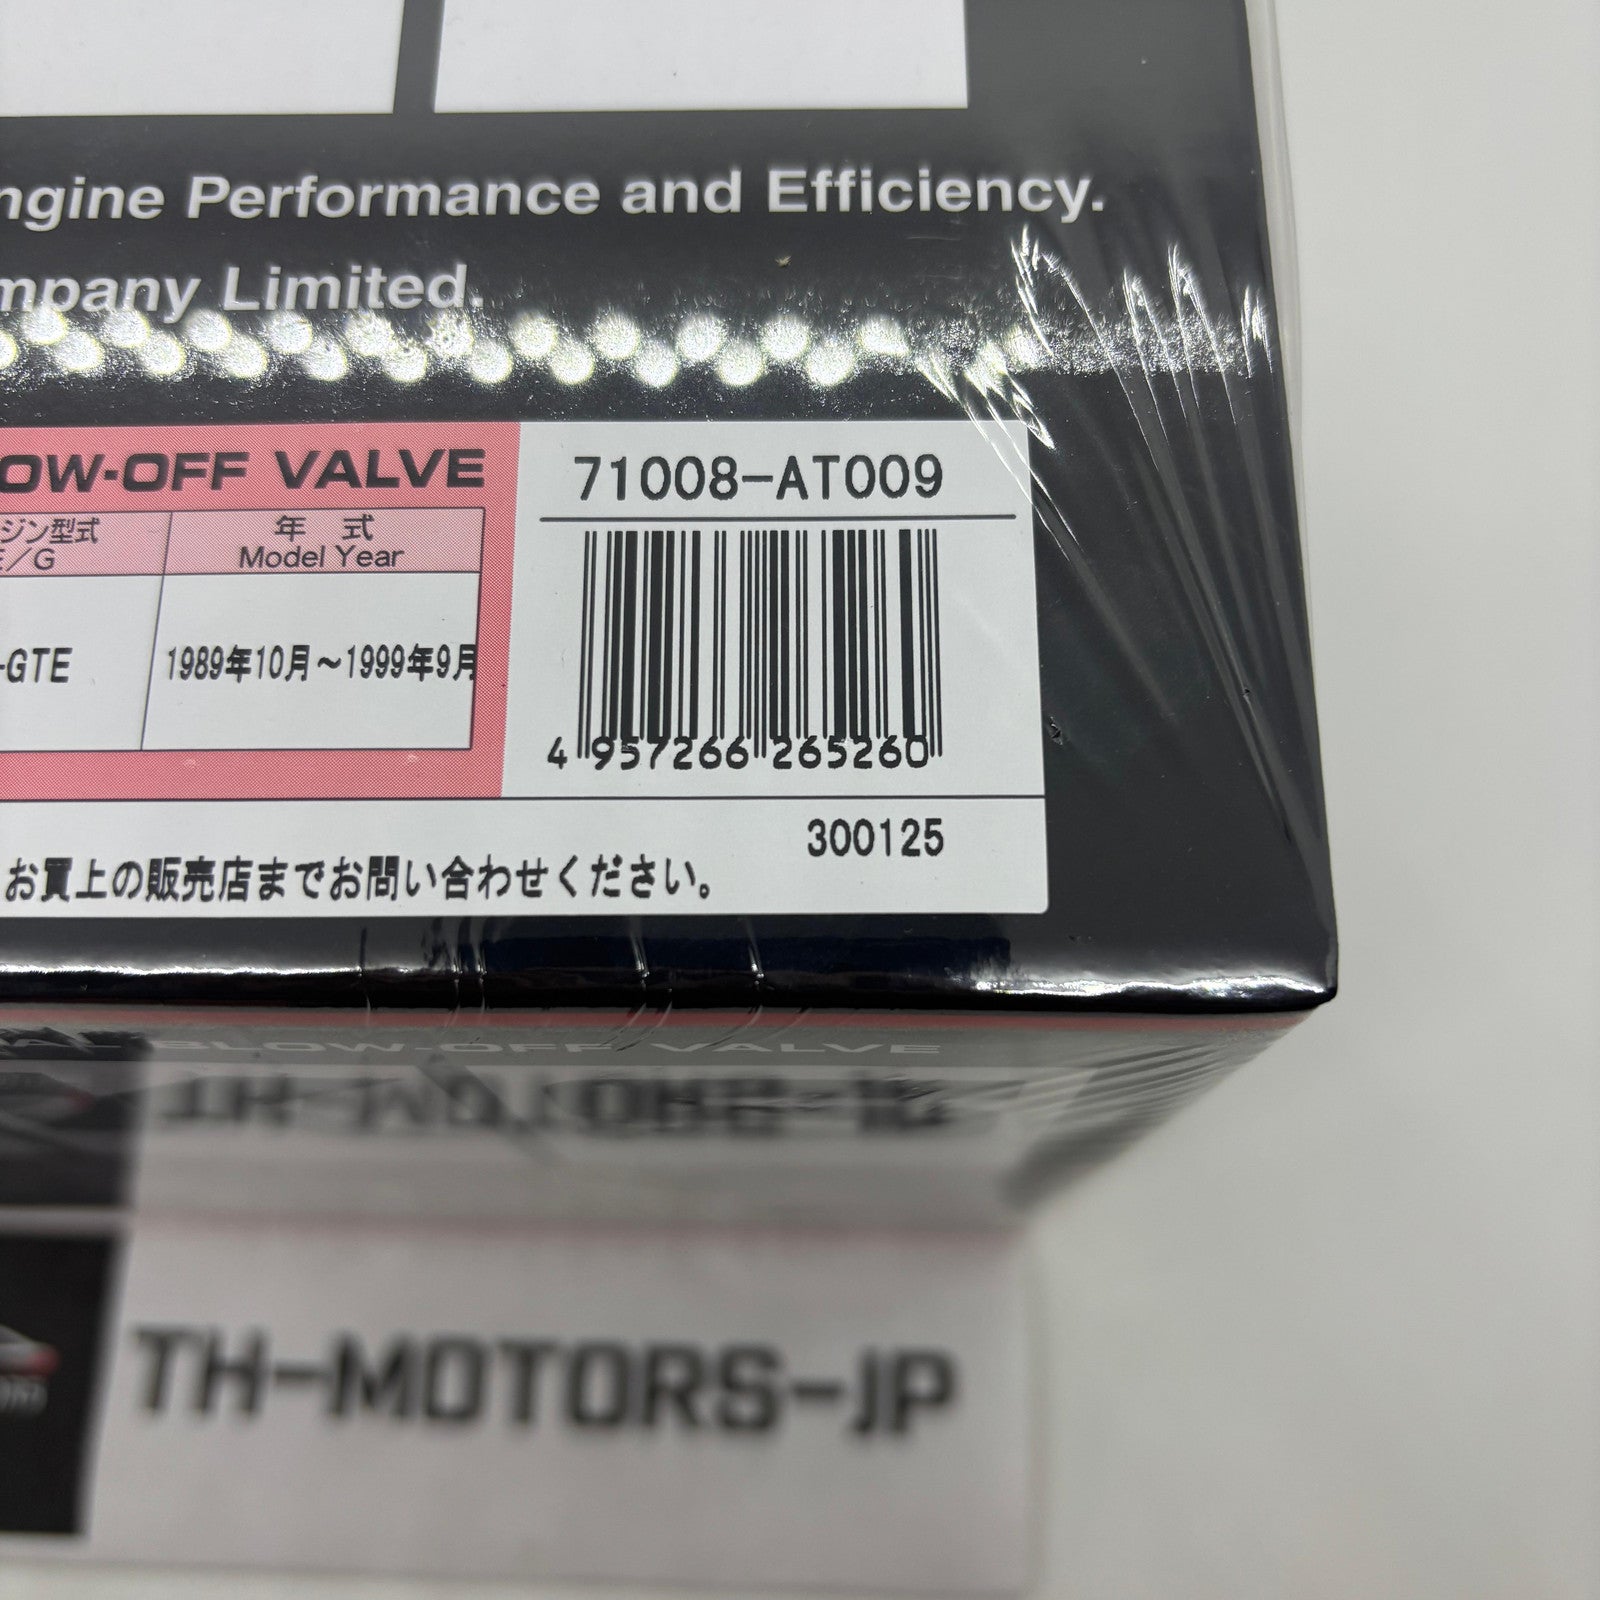 ngine Performance and Efficiency.
mpany Limited.
OW-OFF VALVE
71008-AT009
ジン型式
E/G
年 式
Model Year
-GTE
1989年10月～1999年9月
4 957266 265260
300125
お買上の販売店までお問い合わせください。
BLOW-OFF VALVE
TH-MOTORS-JP